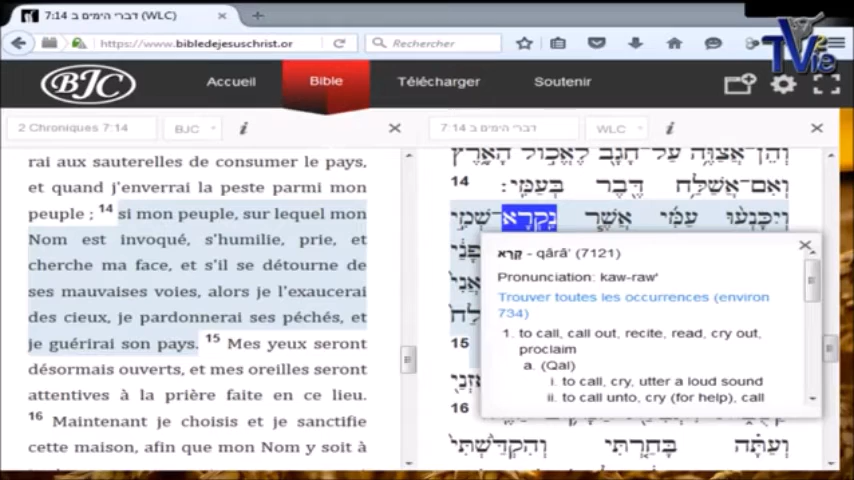 דברי הימים ב 7:14 (WLC)
https://www.bibledejesuschrist.or
Rechercher
TV2Vie
BJC
Accueil
Bible
Télécharger
Soutenir
2 Chroniques 7:14
BJC
rai aux sauterelles de consumer le pays,
et quand j'enverrai la peste parmi mon
peuple ; 14 si mon peuple, sur lequel mon
Nom est invoqué, s'humilie, prie, et
cherche ma face, et s'il se détourne de
ses mauvaises voies, alors je l'exaucerai
des cieux, je pardonnerai ses péchés, et
je guérirai son pays. 15 Mes yeux seront
désormais ouverts, et mes oreilles seront
attentives à la prière faite en ce lieu.
16 Maintenant je choisis et je sanctifie
cette maison, afin que mon Nom y soit à
דברי הימים ב 7:14
WLC
וְהֵן־אֲצַוֶּה עַל־חָגָב לֶאֱכוֹל הָאָרֶץ
וְאִם־אֲשַׁלַּח דֶּבֶר בְּעַמִּי׃ 14
וְיִכָּנְעוּ עַמִּי אֲשֶׁר נִקְרָא־שְׁמִי
קָרָא - qârâ' (7121)
Pronunciation: kaw-raw'
Trouver toutes les occurrences (environ
734)
1. to call, call out, recite, read, cry out,
proclaim
a. (Qal)
i. to call, cry, utter a loud sound
ii. to call unto, cry (for help), call
15
16
וְעַתָּה בָּחַרְתִּי וְהִקְדַּשְׁתִּי